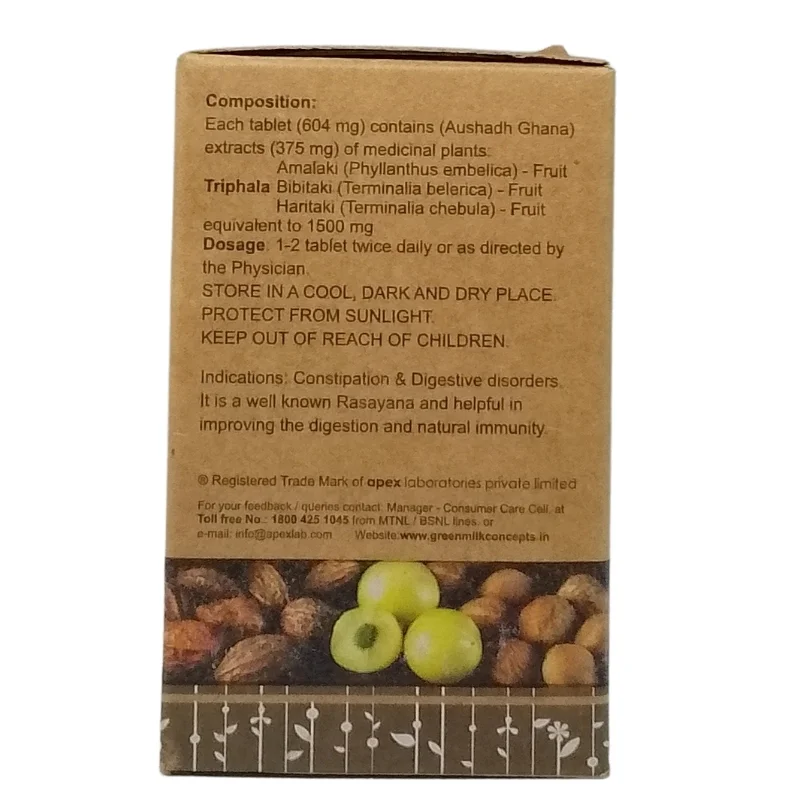 Composition:
Each tablet (604 mg) contains (Aushadh Ghana)
extracts (375 mg) of medicinal plants:
Amalaki (Phyllanthus embelica) - Fruit
Triphala Bibitaki (Terminalia belerica) - Fruit
Haritaki (Terminalia chebula) - Fruit
equivalent to 1500 mg
Dosage: 1-2 tablet twice daily or as directed by
the Physician.
STORE IN A COOL, DARK AND DRY PLACE.
PROTECT FROM SUNLIGHT.
KEEP OUT OF REACH OF CHILDREN.
Indications: Constipation & Digestive disorders.
It is a well known Rasayana and helpful in
improving the digestion and natural immunity.
® Registered Trade Mark of apex laboratories private limited
For your feedback / queries contact: Manager - Consumer Care Cell, at
Toll free No.: 1800 425 1045 from MTNL / BSNL lines. or
e-mail: info@apexlab.com Website:www.greenmilkconcepts.in